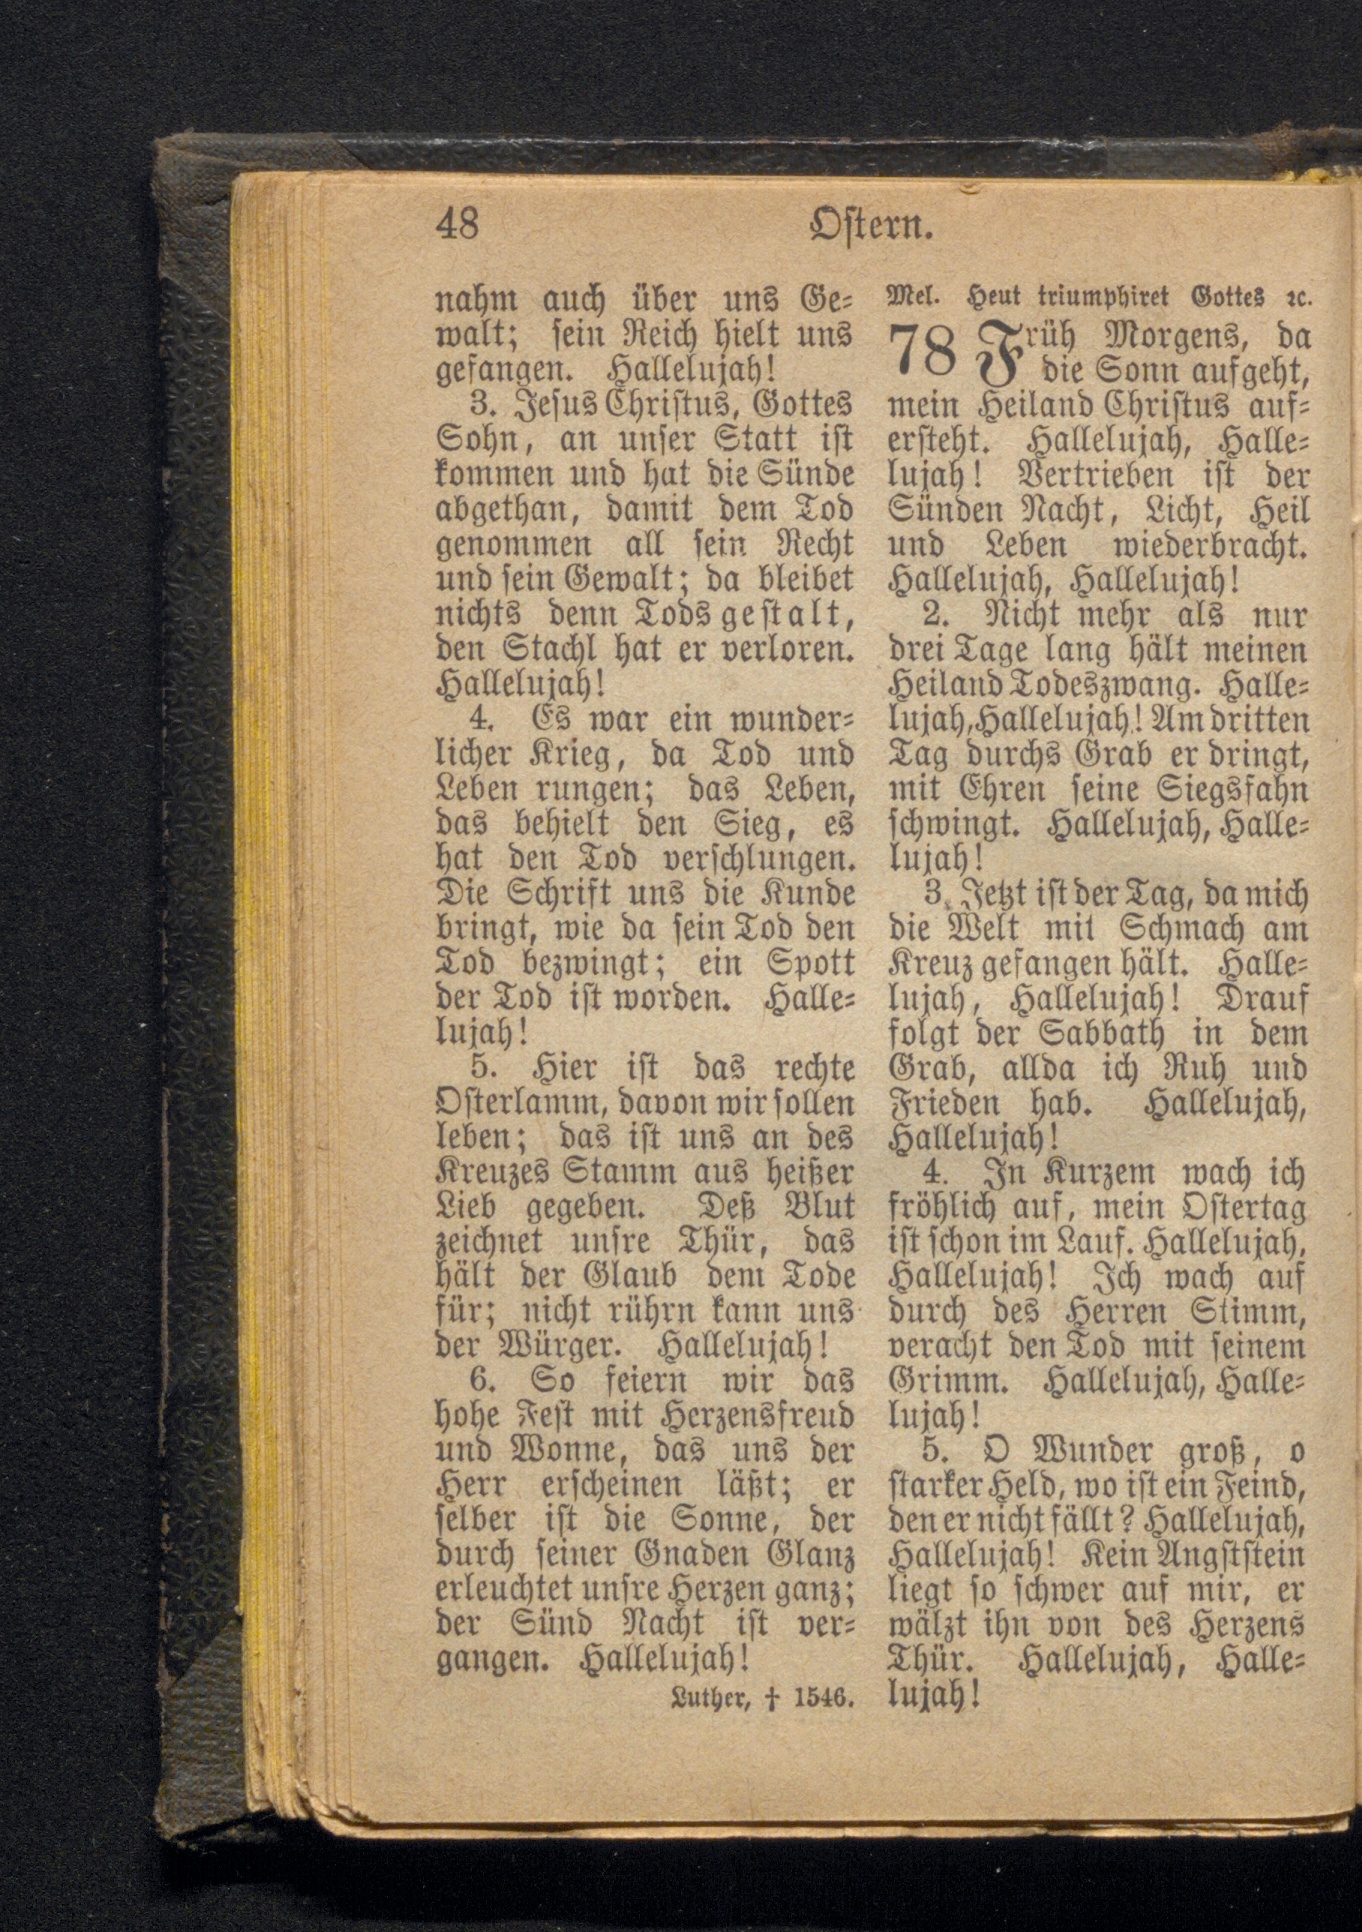 48
Ostern.
nahm auch über uns Ge-
walt; sein Reich hielt uns
gefangen. Hallelujah!
3. Jesus Christus, Gottes
Sohn, an unser Statt ist
kommen und hat die Sünde
abgethan, damit dem Tod
genommen all sein Recht
und sein Gewalt; da bleibet
nichts denn Tods gestalt,
den Stachl hat er verloren.
Hallelujah!
4. Es war ein wunder-
licher Krieg, da Tod und
Leben rungen; das Leben,
das behielt den Sieg, es
hat den Tod verschlungen.
Die Schrift uns die Kunde
bringt, wie da sein Tod den
Tod bezwingt; ein Spott
der Tod ist worden. Halle-
lujah!
5. Hier ist das rechte
Osterlamm, davon wir sollen
leben; das ist uns an des
Kreuzes Stamm aus heißer
Lieb gegeben. Deß Blut
zeichnet unsre Thür, das
hält der Glaub dem Tode
für; nicht rührn kann uns
der Würger. Hallelujah!
6. So feiern wir das
hohe Fest mit Herzensfreud
und Wonne, das uns der
Herr erscheinen läßt; er
selber ist die Sonne, der
durch seiner Gnaden Glanz
erleuchtet unsre Herzen ganz;
der Sünd Nacht ist ver-
gangen. Hallelujah!
Luther, † 1546.
Mel. Heut triumphiret Gottes ꝛc.
78 Früh Morgens, da
die Sonn aufgeht,
mein Heiland Christus auf-
ersteht. Hallelujah, Halle-
lujah! Vertrieben ist der
Sünden Nacht, Licht, Heil
und Leben wiederbracht.
Hallelujah, Hallelujah!
2. Nicht mehr als nur
drei Tage lang hält meinen
Heiland Todeszwang. Halle-
lujah, Hallelujah! Am dritten
Tag durchs Grab er dringt,
mit Ehren seine Siegsfahn
schwingt. Hallelujah, Halle-
lujah!
3. Jetzt ist der Tag, da mich
die Welt mit Schmach am
Kreuz gefangen hält. Halle-
lujah, Hallelujah! Drauf
folgt der Sabbath in dem
Grab, allda ich Ruh und
Frieden hab. Hallelujah,
Hallelujah!
4. In Kurzem wach ich
fröhlich auf, mein Ostertag
ist schon im Lauf. Hallelujah,
Hallelujah! Ich wach auf
durch des Herren Stimm,
veracht den Tod mit seinem
Grimm. Hallelujah, Halle-
lujah!
5. O Wunder groß, o
starker Held, wo ist ein Feind,
den er nicht fällt? Hallelujah,
Hallelujah! Kein Angststein
liegt so schwer auf mir, er
wälzt ihn von des Herzens
Thür. Hallelujah, Halle-
lujah!